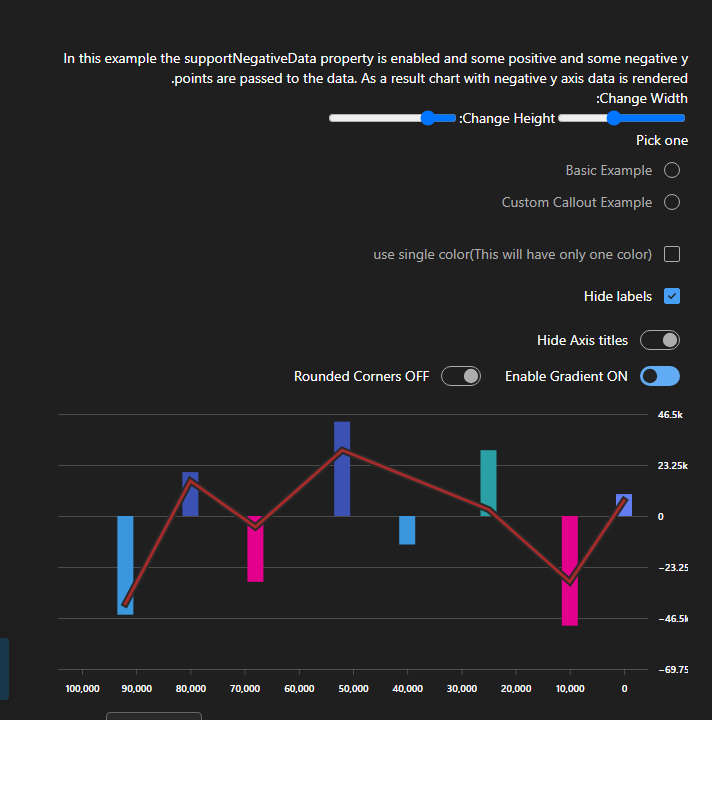 In this example the supportNegativeData property is enabled and some positive and some negative y
.points are passed to the data. As a result chart with negative y axis data is rendered
:Change Width
:Change Height
Pick one
Basic Example
Custom Callout Example
use single color(This will have only one color)
Hide labels
Hide Axis titles
Rounded Corners OFF Enable Gradient ON
46.5k
23.25k
0
−23.25
−46.5k
−69.75
100,000 90,000 80,000 70,000 60,000 50,000 40,000 30,000 20,000 10,000 0